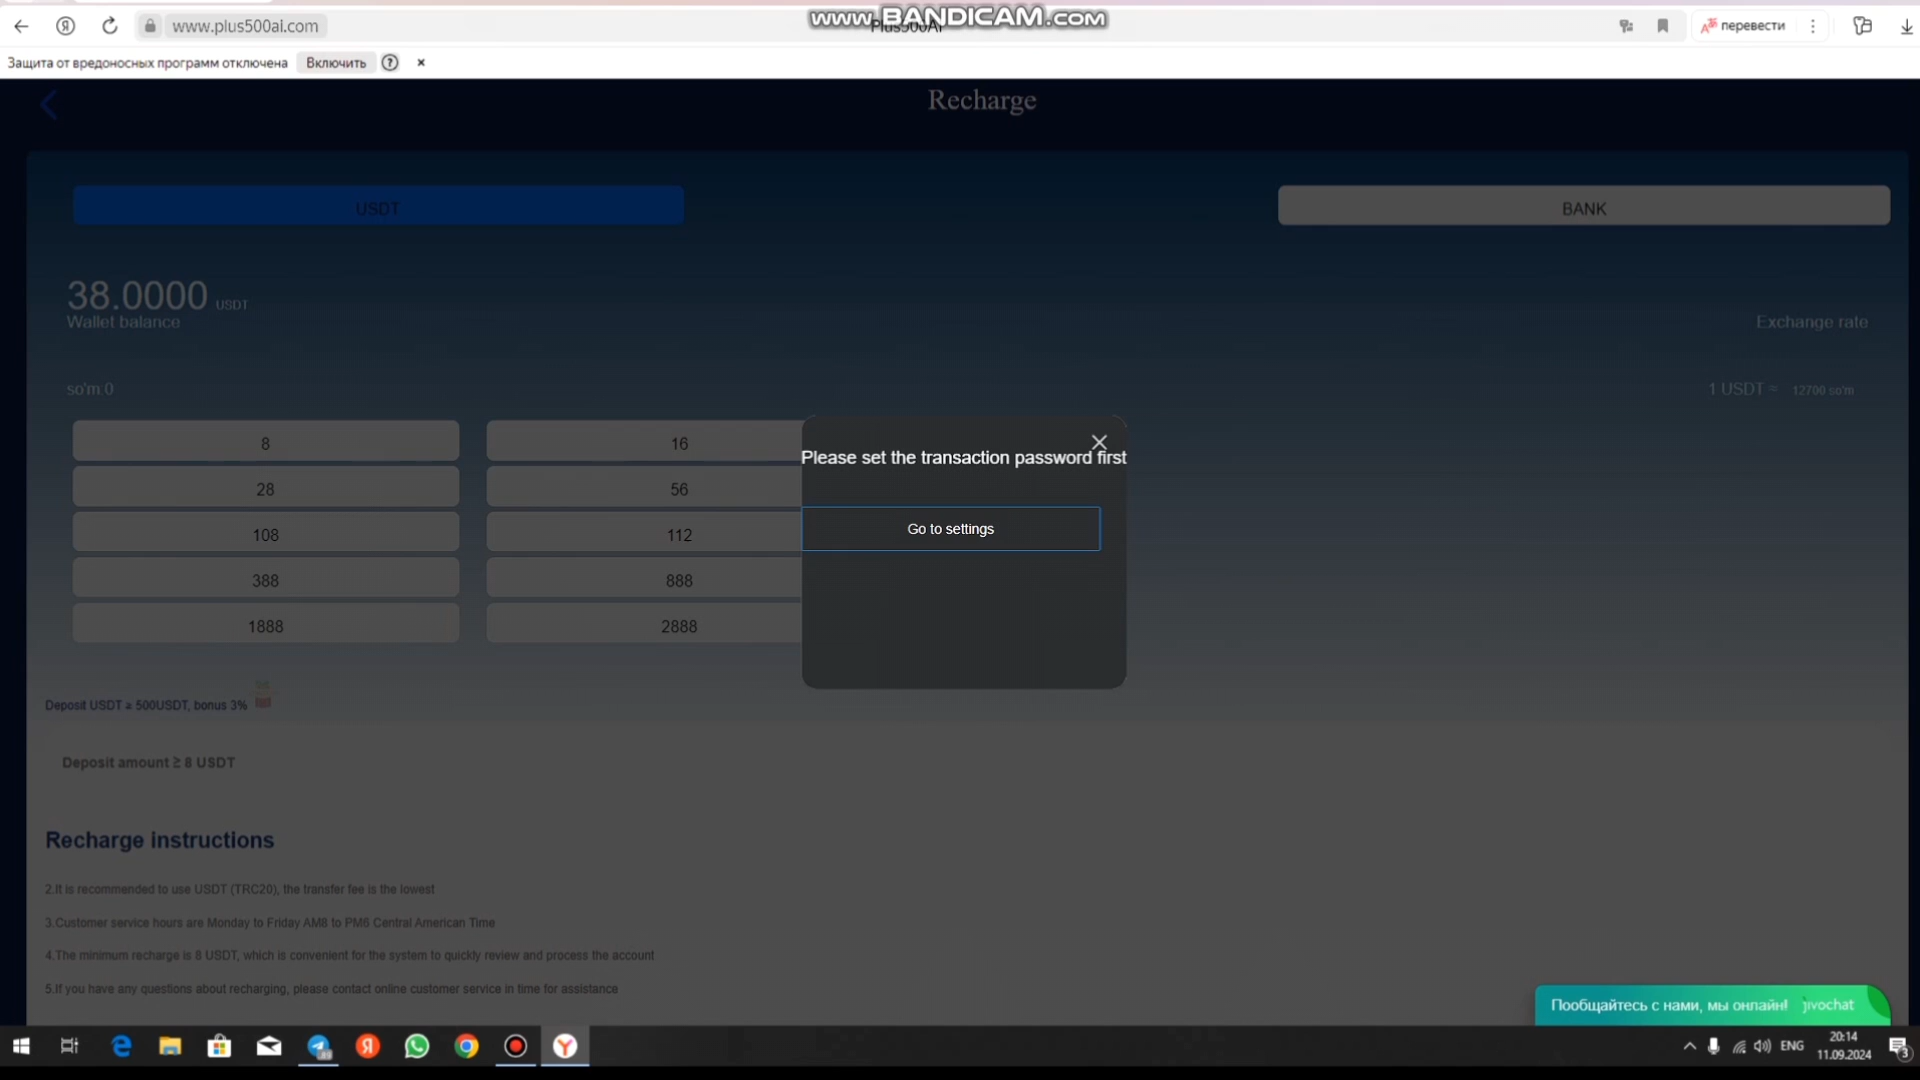 www.BANDICAM.com
www.plus500ai.com
Plus500AI
перевести
Защита от вредоносных программ отключена
Включить
Recharge
USDT
BANK
38.0000 USDT
Wallet balance
Exchange rate
so'm 0
1 USDT ≈ 12700 so'm
8
16
28
56
108
112
388
888
1888
2888
Please set the transaction password first
Go to settings
Deposit USDT ≥ 500USDT, bonus 3%
Deposit amount ≥ 8 USDT
Recharge instructions
2.It is recommended to use USDT (TRC20), the transfer fee is the lowest
3.Customer service hours are Monday to Friday AM8 to PM6 Central American Time
4.The minimum recharge is 8 USDT, which is convenient for the system to quickly review and process the account
5.If you have any questions about recharging, please contact online customer service in time for assistance
Пообщайтесь с нами, мы онлайн! jivochat
ENG
20:14
11.09.2024
3